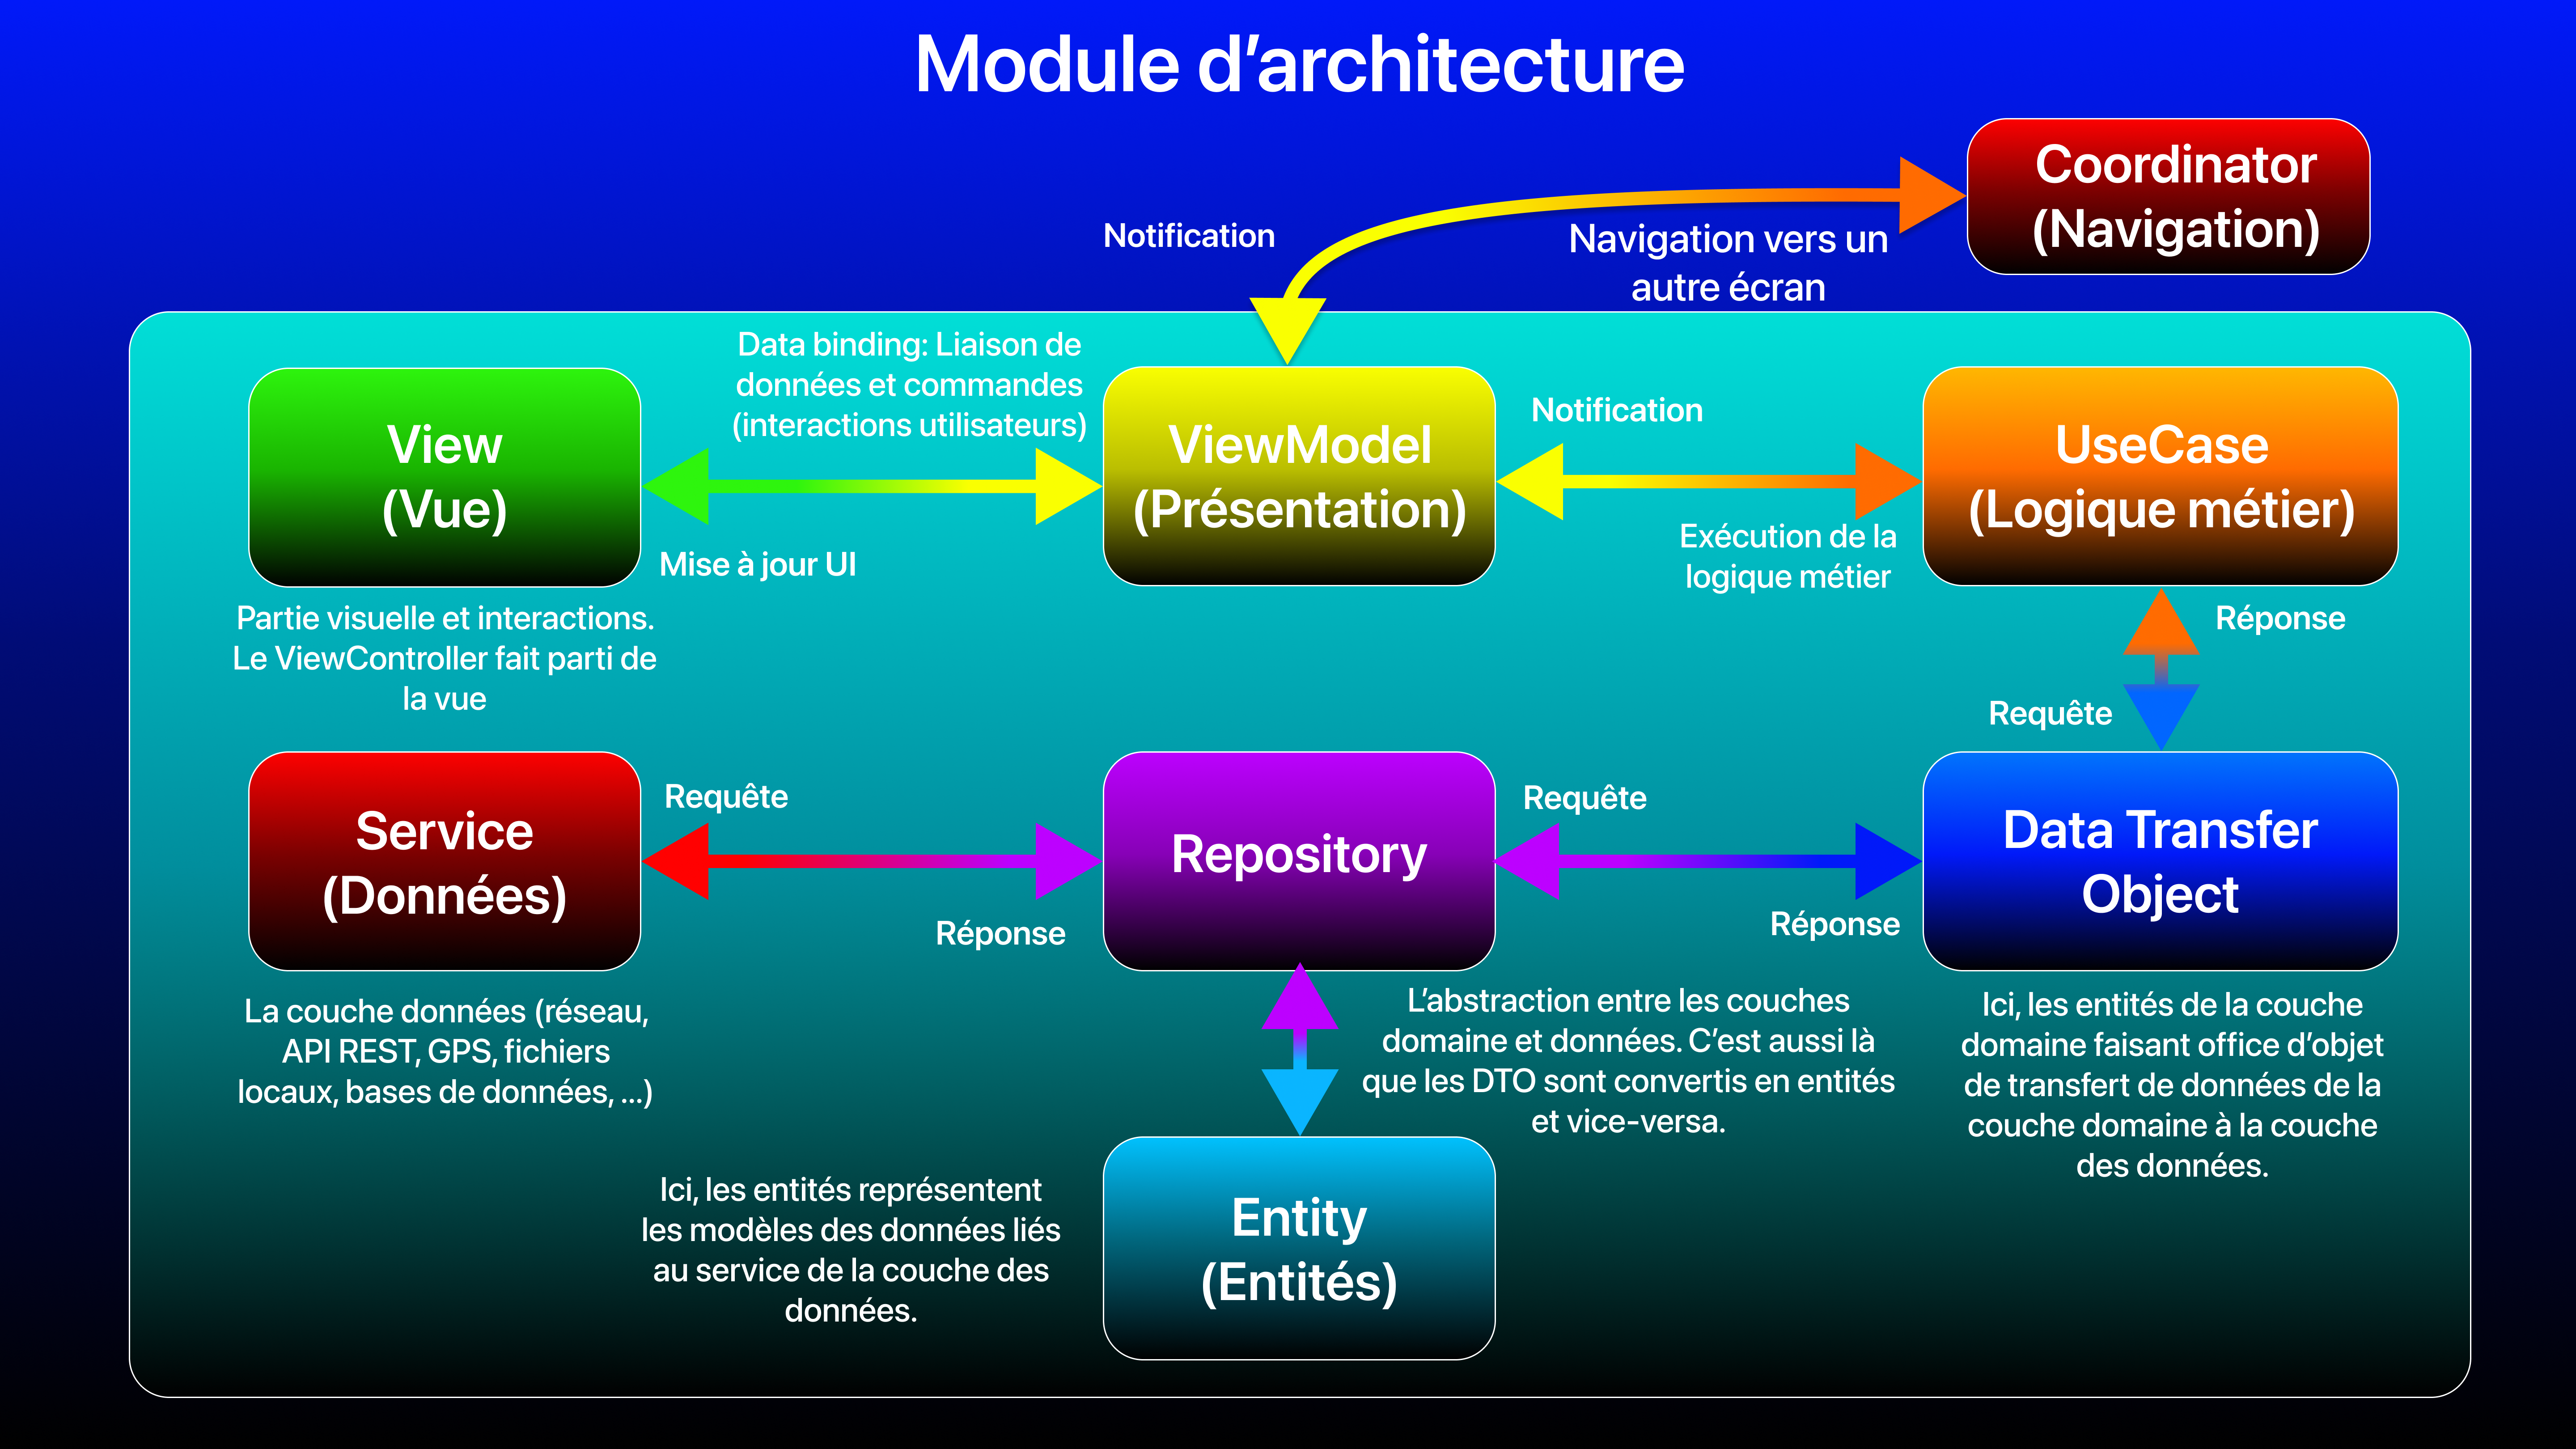 Module d’architecture
Coordinator
(Navigation)
Notification
Navigation vers un
autre écran
Data binding: Liaison de
données et commandes
(interactions utilisateurs)
View
(Vue)
ViewModel
(Présentation)
Notification
UseCase
(Logique métier)
Mise à jour UI
Exécution de la
logique métier
Partie visuelle et interactions.
Le ViewController fait parti de
la vue
Réponse
Requête
Service
(Données)
Requête
Réponse
Repository
Requête
Réponse
Data Transfer
Object
La couche données (réseau,
API REST, GPS, fichiers
locaux, bases de données, ...)
L’abstraction entre les couches
domaine et données. C’est aussi là
que les DTO sont convertis en entités
et vice-versa.
Ici, les entités de la couche
domaine faisant office d’objet
de transfert de données de la
couche domaine à la couche
des données.
Ici, les entités représentent
les modèles des données liés
au service de la couche des
données.
Entity
(Entités)